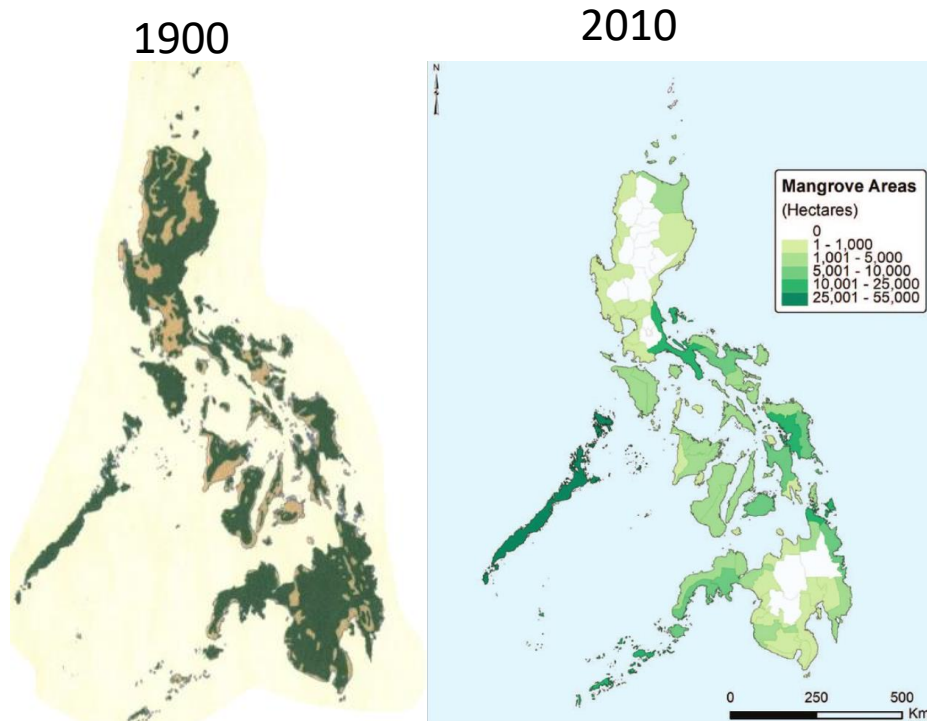 1900
2010
N
Mangrove Areas
(Hectares)
0
1 - 1,000
1,001 - 5,000
5,001 - 10,000
10,001 - 25,000
25,001 - 55,000
0 250 500
Km